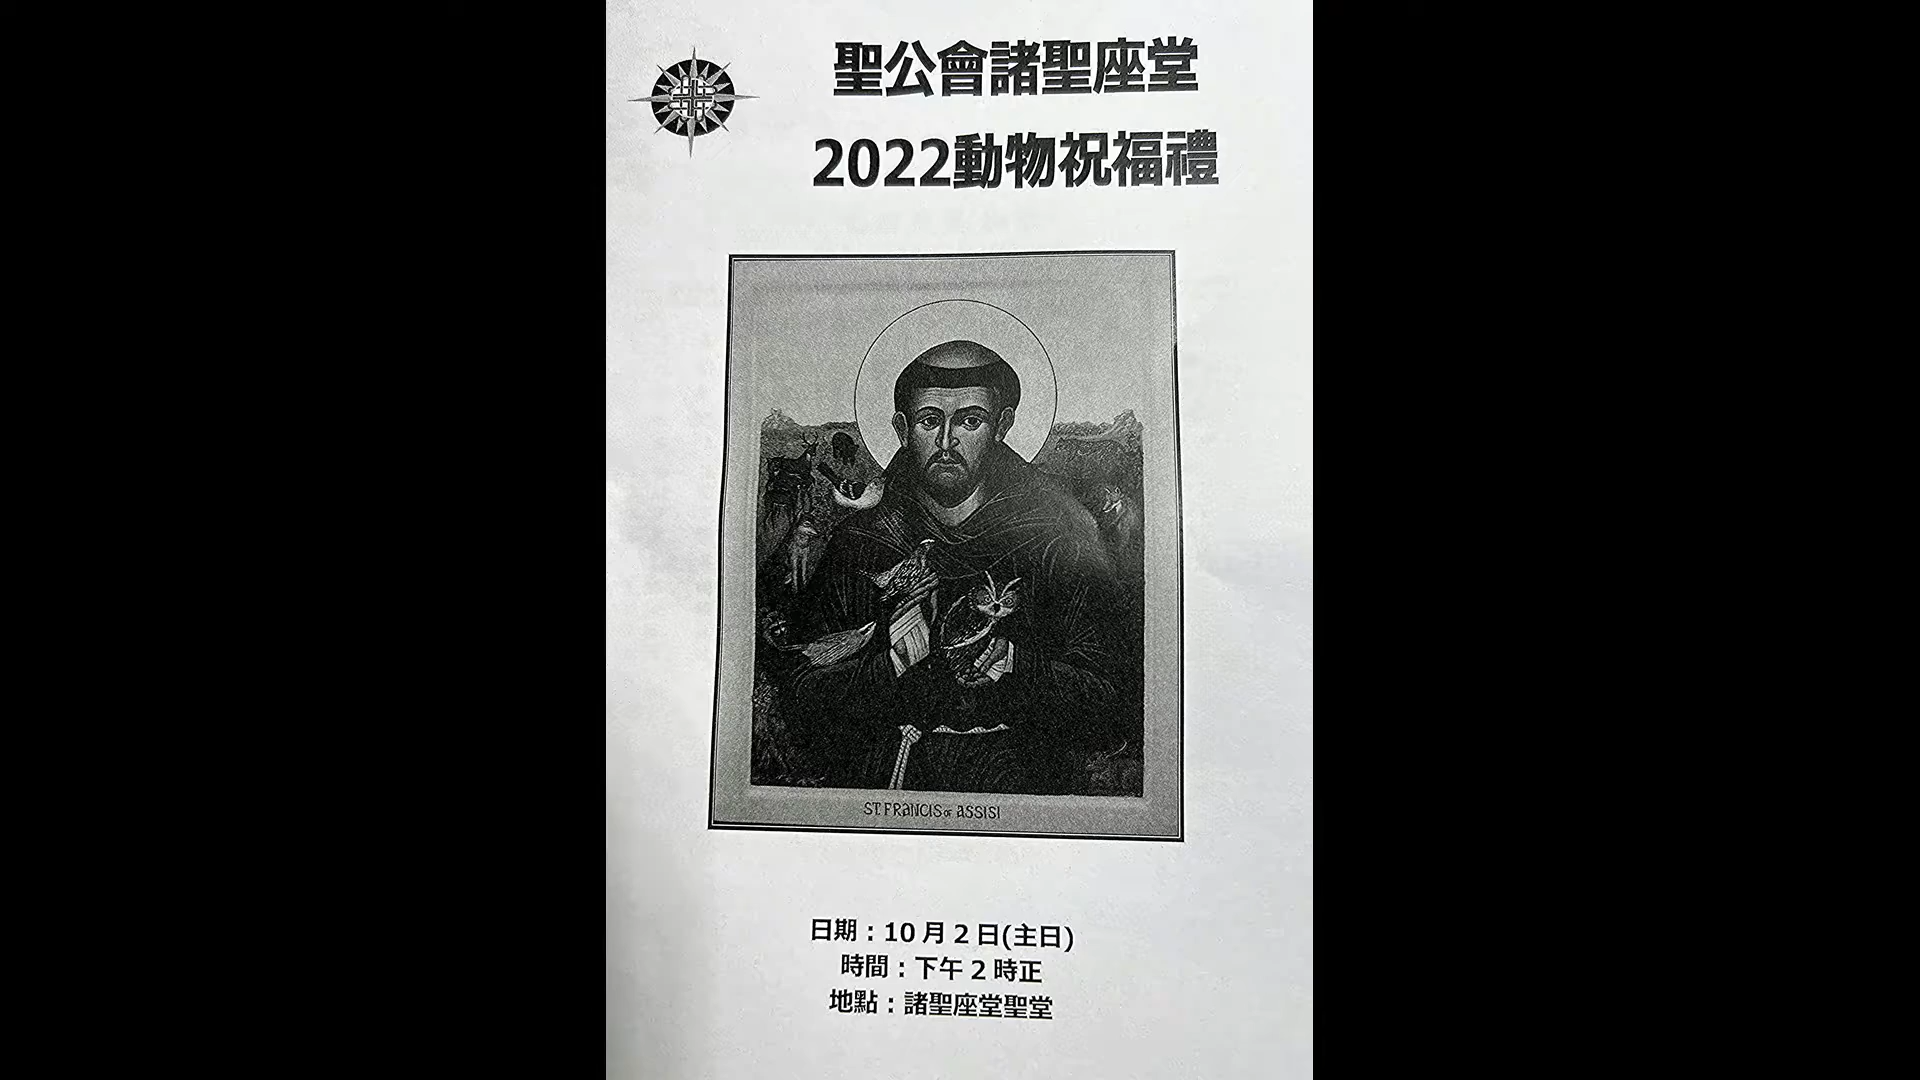 聖公會諸聖座堂
2022動物祝福禮
ST. FRANCIS OF ASSISI
日期：10 月 2 日(主日)
時間：下午 2 時正
地點：諸聖座堂聖堂